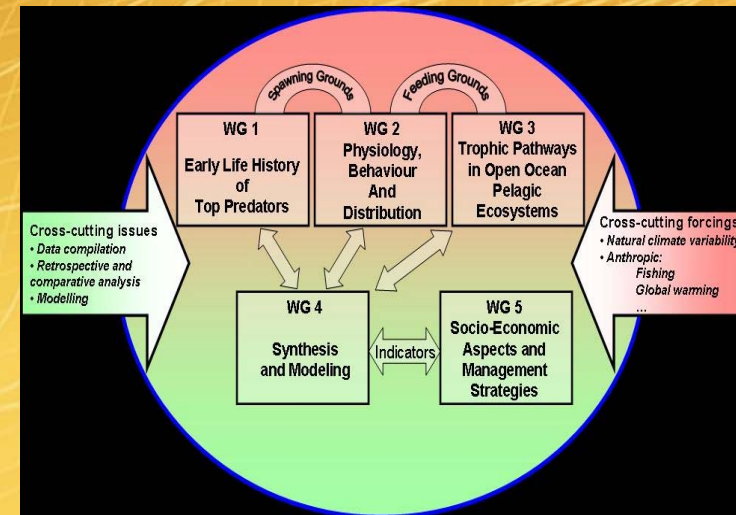 Spawning Grounds
Feeding Grounds
WG 1
Early Life History
of
Top Predators
WG 2
Physiology,
Behaviour
And
Distribution
WG 3
Trophic Pathways
in Open Ocean
Pelagic
Ecosystems
Cross-cutting issues
• Data compilation
• Retrospective and
comparative analysis
• Modelling
Cross-cutting forcings
• Natural climate variability
• Anthropic:
Fishing
Global warming
...
WG 4
Synthesis
and Modeling
Indicators
WG 5
Socio-Economic
Aspects and
Management
Strategies